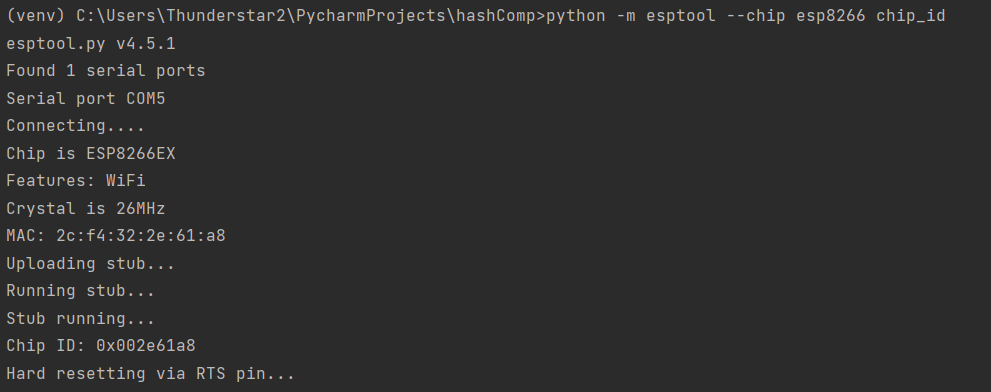 (venv) C:\Users\Thunderstar2\PycharmProjects\hashComp>python -m esptool --chip esp8266 chip_id
esptool.py v4.5.1
Found 1 serial ports
Serial port COM5
Connecting....
Chip is ESP8266EX
Features: WiFi
Crystal is 26MHz
MAC: 2c:f4:32:2e:61:a8
Uploading stub...
Running stub...
Stub running...
Chip ID: 0x002e61a8
Hard resetting via RTS pin...